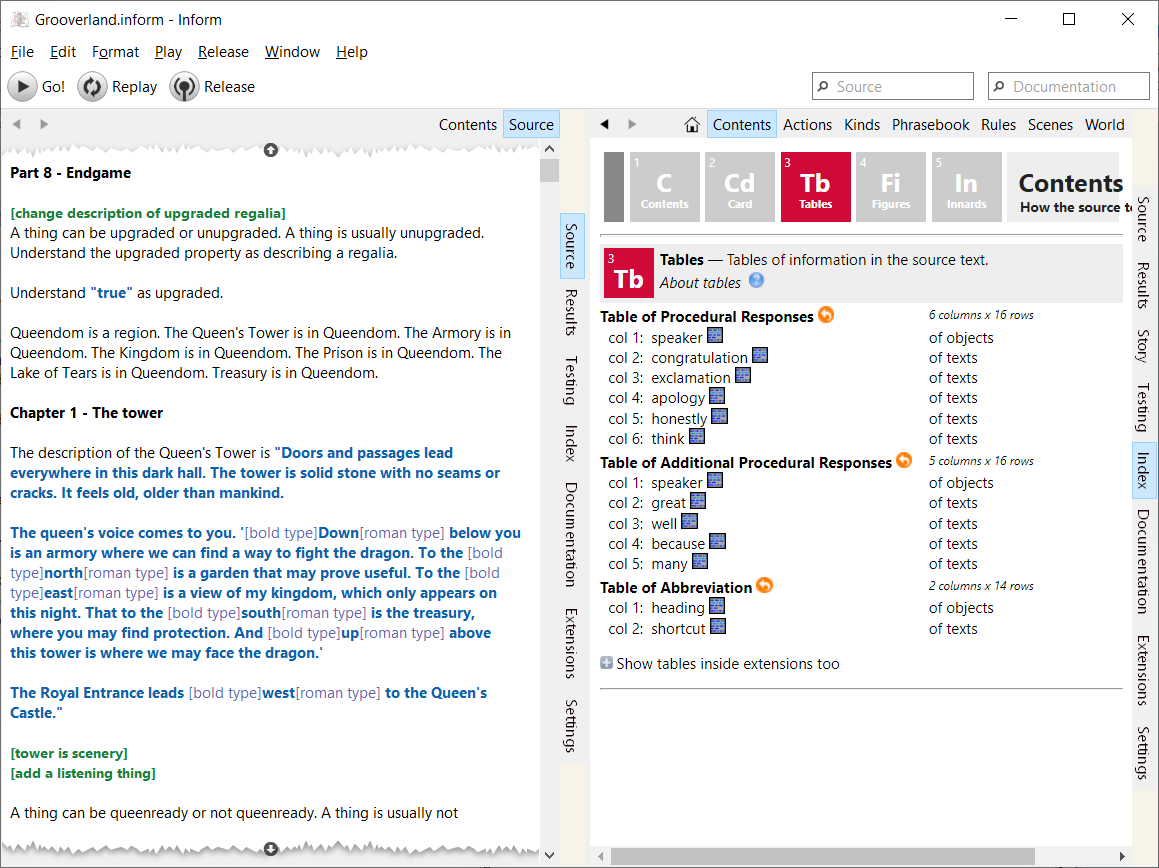 Grooverland.inform - Inform
File Edit Format Play Release Window Help
Go! Replay Release
Source
Documentation
Contents Source
Part 8 - Endgame
[change description of upgraded regalia]
A thing can be upgraded or unupgraded. A thing is usually unupgraded.
Understand the upgraded property as describing a regalia.
Understand "true" as upgraded.
Queendom is a region. The Queen's Tower is in Queendom. The Armory is in
Queendom. The Kingdom is in Queendom. The Prison is in Queendom. The
Lake of Tears is in Queendom. Treasury is in Queendom.
Chapter 1 - The tower
The description of the Queen's Tower is "Doors and passages lead
everywhere in this dark hall. The tower is solid stone with no seams or
cracks. It feels old, older than mankind.
The queen's voice comes to you. '[bold type]Down[roman type] below you
is an armory where we can find a way to fight the dragon. To the [bold
type]north[roman type] is a garden that may prove useful. To the [bold
type]east[roman type] is a view of my kingdom, which only appears on
this night. That to the [bold type]south[roman type] is the treasury,
where you may find protection. And [bold type]up[roman type] above
this tower is where we may face the dragon.'
The Royal Entrance leads [bold type]west[roman type] to the Queen's
Castle."
[tower is scenery]
[add a listening thing]
A thing can be queenready or not queenready. A thing is usually not
Source
Results
Testing
Index
Documentation
Extensions
Settings
Contents Actions Kinds Phrasebook Rules Scenes World
1 C Contents
2 Cd Card
3 Tb Tables
4 Fi Figures
5 In Innards
Contents
How the source t
3 Tb
Tables — Tables of information in the source text.
About tables ?
Table of Procedural Responses 6 columns x 16 rows
col 1: speaker of objects
col 2: congratulation of texts
col 3: exclamation of texts
col 4: apology of texts
col 5: honestly of texts
col 6: think of texts
Table of Additional Procedural Responses 5 columns x 16 rows
col 1: speaker of objects
col 2: great of texts
col 3: well of texts
col 4: because of texts
col 5: many of texts
Table of Abbreviation 2 columns x 14 rows
col 1: heading of objects
col 2: shortcut of texts
Show tables inside extensions too
Source
Results
Story
Testing
Index
Documentation
Extensions
Settings